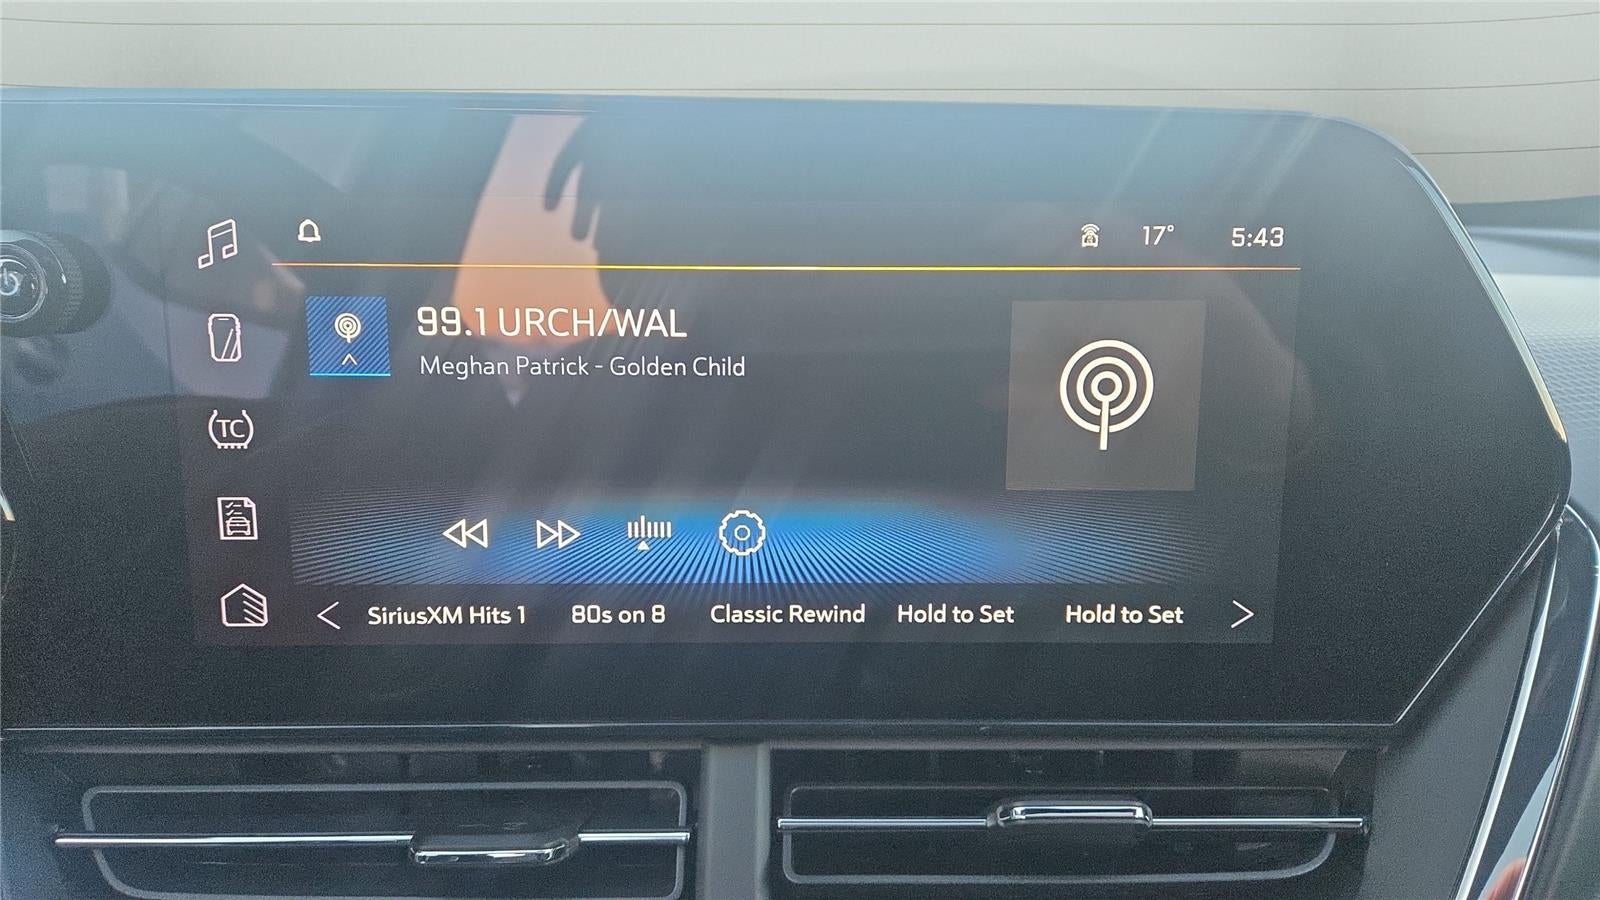 17° 5:43
99.1 URCH/WAL
Meghan Patrick - Golden Child
TC
SiriusXM Hits 1 80s on 8 Classic Rewind Hold to Set Hold to Set